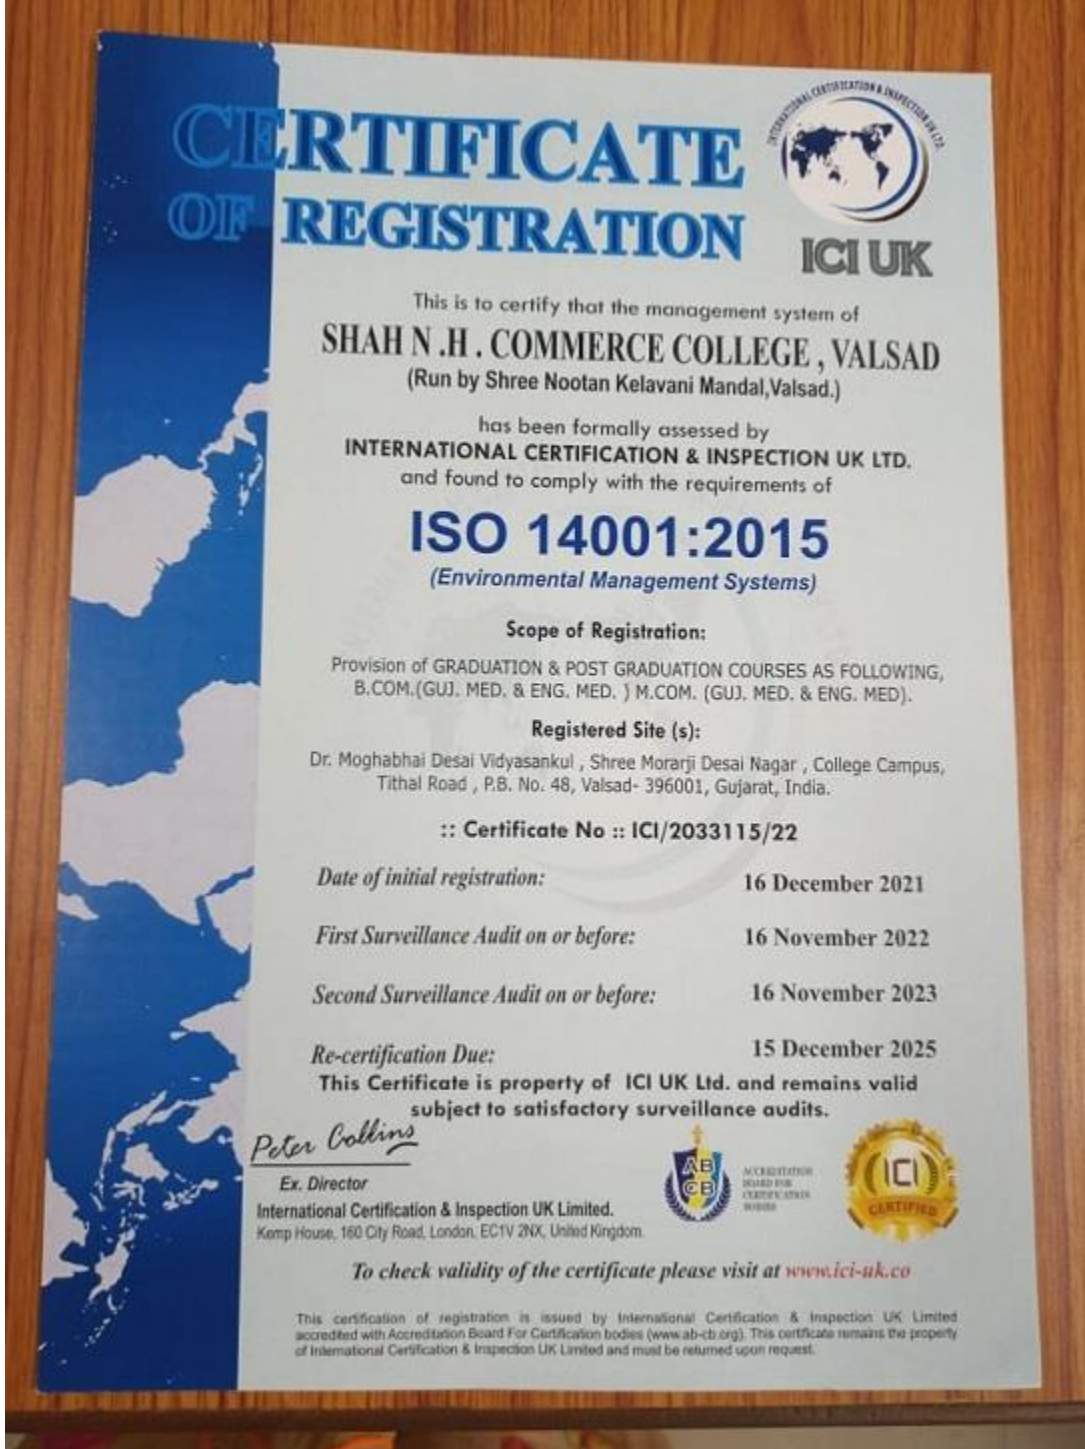 CERTIFICATE
OF REGISTRATION
INTERNATIONAL CERTIFICATION & INSPECTION UK LTD.
ICI UK
This is to certify that the management system of
SHAH N .H . COMMERCE COLLEGE , VALSAD
(Run by Shree Nootan Kelavani Mandal,Valsad.)
has been formally assessed by
INTERNATIONAL CERTIFICATION & INSPECTION UK LTD.
and found to comply with the requirements of
ISO 14001:2015
(Environmental Management Systems)
Scope of Registration:
Provision of GRADUATION & POST GRADUATION COURSES AS FOLLOWING,
B.COM.(GUJ. MED. & ENG. MED. ) M.COM. (GUJ. MED. & ENG. MED).
Registered Site (s):
Dr. Moghabhai Desai Vidyasankul , Shree Morarji Desai Nagar , College Campus,
Tithal Road , P.B. No. 48, Valsad- 396001, Gujarat, India.
:: Certificate No :: ICI/2033115/22
Date of initial registration: 16 December 2021
First Surveillance Audit on or before: 16 November 2022
Second Surveillance Audit on or before: 16 November 2023
Re-certification Due: 15 December 2025
This Certificate is property of ICI UK Ltd. and remains valid
subject to satisfactory surveillance audits.
Peter Collins
Ex. Director
International Certification & Inspection UK Limited.
Kemp House, 160 City Road, London, EC1V 2NX, United Kingdom.
AB
CB
ACCREDITATION
BOARD FOR
CERTIFICATION
BODIES
ICI
CERTIFIED
To check validity of the certificate please visit at www.ici-uk.co
This certification of registration is issued by International Certification & Inspection UK Limited
accredited with Accreditation Board For Certification bodies (www.ab-cb.org). This certificate remains the property
of International Certification & Inspection UK Limited and must be returned upon request.